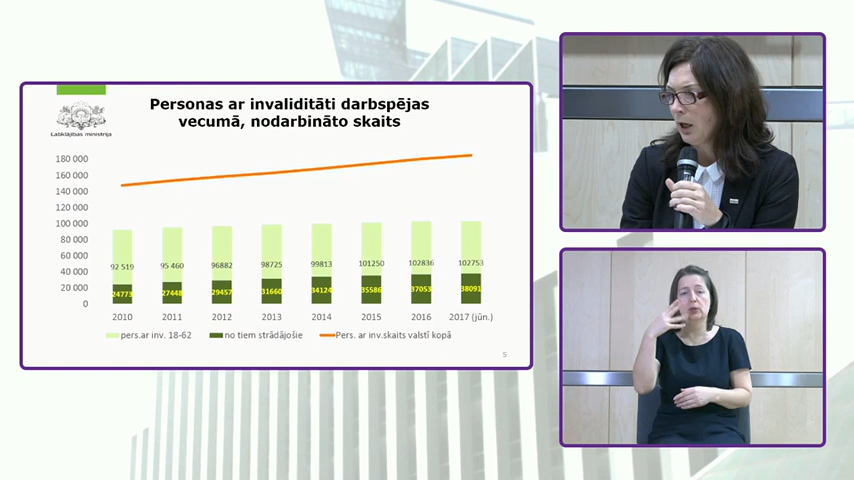 Labklājības ministrija
Personas ar invaliditāti darbspējas
vecumā, nodarbināto skaits
180 000
160 000
140 000
120 000
100 000
80 000
60 000
40 000
20 000
0
92 519 95 460 96882 98725 99813 101250 102836 102753
24773 27448 29457 31660 34124 35586 37053 38091
2010 2011 2012 2013 2014 2015 2016 2017 (jūn.)
pers.ar inv. 18-62 no tiem strādājošie Pers. ar inv.skaits valstī kopā
5